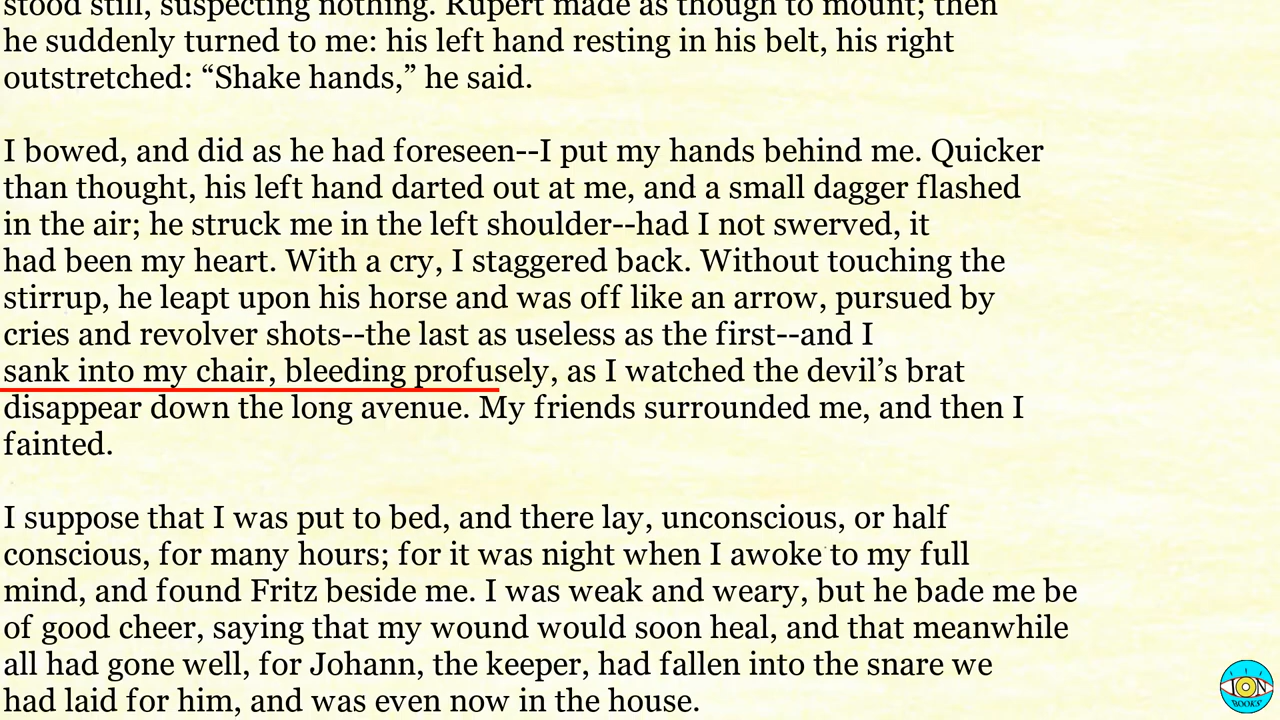 stood still, suspecting nothing. Rupert made as though to mount; then
he suddenly turned to me: his left hand resting in his belt, his right
outstretched: “Shake hands,” he said.
I bowed, and did as he had foreseen--I put my hands behind me. Quicker
than thought, his left hand darted out at me, and a small dagger flashed
in the air; he struck me in the left shoulder--had I not swerved, it
had been my heart. With a cry, I staggered back. Without touching the
stirrup, he leapt upon his horse and was off like an arrow, pursued by
cries and revolver shots--the last as useless as the first--and I
sank into my chair, bleeding profusely, as I watched the devil’s brat
disappear down the long avenue. My friends surrounded me, and then I
fainted.
I suppose that I was put to bed, and there lay, unconscious, or half
conscious, for many hours; for it was night when I awoke to my full
mind, and found Fritz beside me. I was weak and weary, but he bade me be
of good cheer, saying that my wound would soon heal, and that meanwhile
all had gone well, for Johann, the keeper, had fallen into the snare we
had laid for him, and was even now in the house.
ION
BOOKS